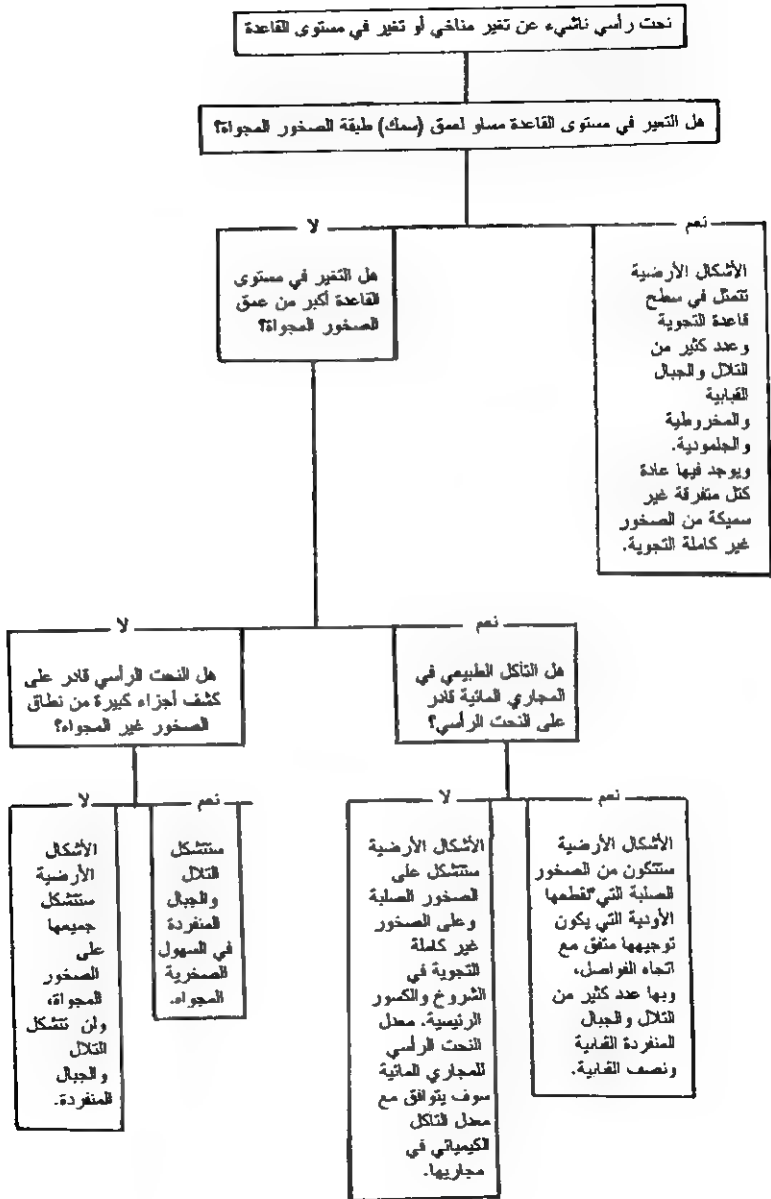 نحت رأسي ناشيء عن تغير مناخي أو تغير في مستوى القاعدة
هل التغير في مستوى القاعدة مساو لعمق (سمك) طبقة الصخور المجواة؟
نعم
الأشكال الأرضية
تتمثل في سطح
قاعدة التجوية
وعدد كثير من
التلال والجبال
القبابية
والمخروطية
والجلمودية.
ويوجد فيها عادة
كتل متفرقة غير
سميكة من الصخور
غير كاملة التجوية.
لا
هل التغير في مستوى
القاعدة أكبر من عمق
الصخور المجواة؟
نعم
هل التآكل الطبيعي في
المجاري المائية قادر
على النحت الرأسي؟
لا
هل النحت الرأسي قادر على
كشف أجزاء كبيرة من نطاق
الصخور غير المجواه؟
نعم
الأشكال الأرضية
ستتكون من الصخور
الصلبة التي تقطعها
الأودية التي يكون
توجيهها متفق مع
اتجاه الفواصل،
وبها عدد كثير من
التلال والجبال
المنفردة القبابية
ونصف القبابية.
لا
الأشكال الأرضية
ستتشكل على
الصخور الصلبة
وعلى الصخور
غير كاملة
التجوية في
الشروخ والكسور
الرئيسية. معدل
النحت الرأسي
للمجاري المائية
سوف يتوافق مع
معدل التآكل
الكيميائي في
مجاريها.
نعم
ستتشكل
التلال
والجبال
المنفردة
في السهول
الصخرية
المجواه.
لا
الأشكال
الأرضية
ستتشكل
جميعها
على
الصخور
المجواة،
ولن تتشكل
التلال
والجبال
المنفردة.